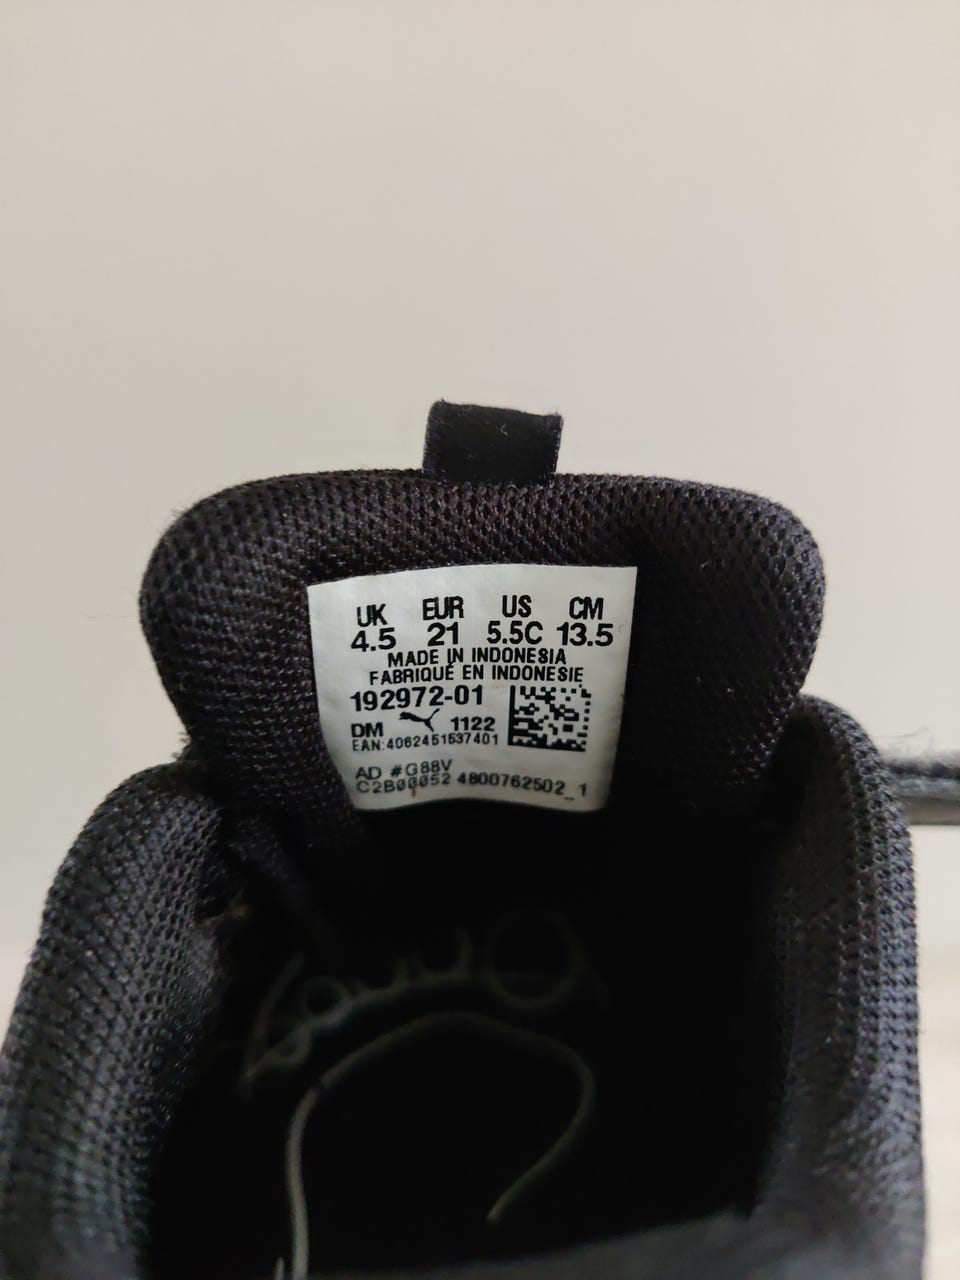 UK EUR US CM
4.5 21 5.5C 13.5
MADE IN INDONESIA
FABRIQUÉ EN INDONESIE
192972-01
DM 1122
EAN:4062451537401
AD #G88V
C2B00052 4800762502_1